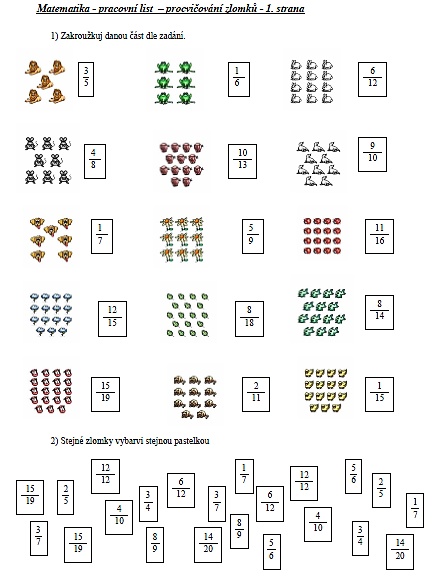 Matematika - pracovní list – procvičování zlomků - 1. strana
1) Zakroužkuj danou část dle zadání.
3/5 1/6 6/12
4/8 10/13 9/10
1/7 5/9 11/16
12/15 8/18 8/14
15/19 2/11 1/15
2) Stejné zlomky vybarvi stejnou pastelkou
15/19 2/5 12/12 3/4 6/12 3/7 1/7 6/12 12/12 5/6 2/5 1/7
3/7 15/19 4/10 8/9 14/20 8/9 5/6 4/10 3/4 14/20